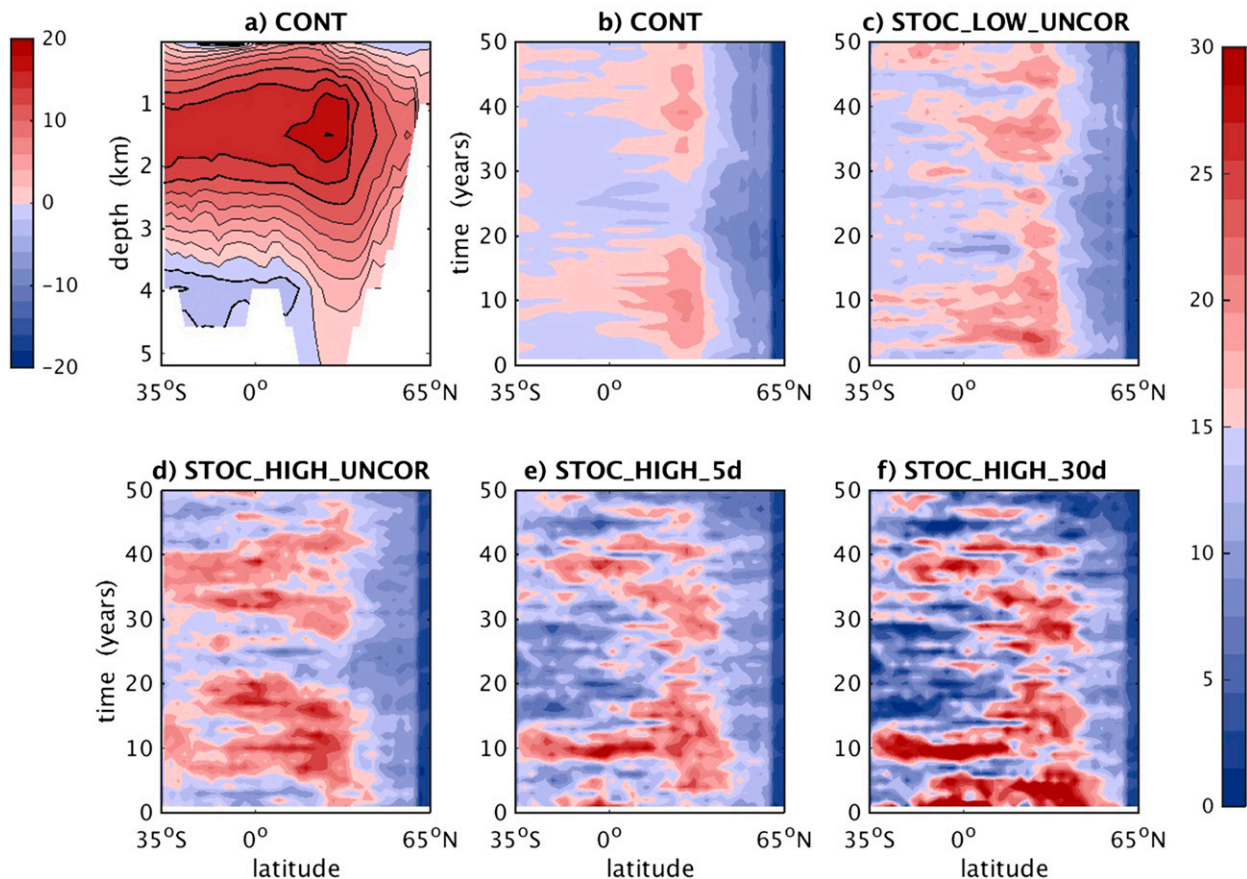 a) CONT
b) CONT
c) STOC_LOW_UNCOR
20
10
0
−10
−20
depth (km)
1
2
3
4
5
35°S
0°
65°N
time (years)
50
40
30
20
10
0
35°S
0°
65°N
50
40
30
20
10
0
35°S
0°
65°N
30
25
20
15
10
5
0
d) STOC_HIGH_UNCOR
e) STOC_HIGH_5d
f) STOC_HIGH_30d
time (years)
50
40
30
20
10
0
35°S
0°
65°N
latitude
50
40
30
20
10
0
35°S
0°
65°N
latitude
50
40
30
20
10
0
35°S
0°
65°N
latitude